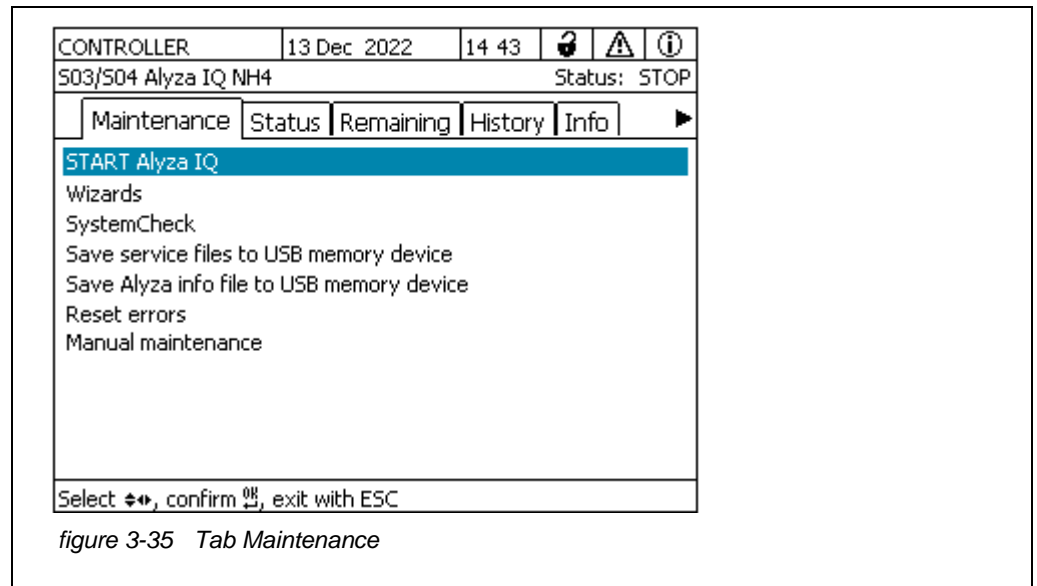 CONTROLLER 13 Dec 2022 14 43
S03/S04 Alyza IQ NH4 Status: STOP
Maintenance Status Remaining History Info
START Alyza IQ
Wizards
SystemCheck
Save service files to USB memory device
Save Alyza info file to USB memory device
Reset errors
Manual maintenance
Select, confirm OK, exit with ESC
figure 3-35 Tab Maintenance